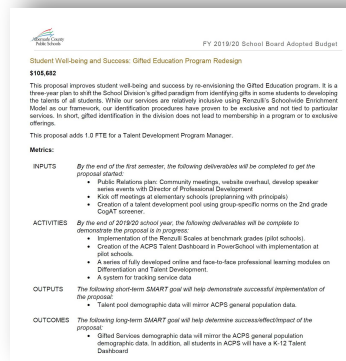 Albemarle County
Public Schools
FY 2019/20 School Board Adopted Budget
Student Well-being and Success: Gifted Education Program Redesign
$105,682
This proposal improves student well-being and success by re-envisioning the Gifted Education program. It is a
three-year plan to shift the School Division's gifted paradigm from identifying gifts in some students to developing
the talents of all students. While our services are relatively inclusive using Renzulli's Schoolwide Enrichment
Model as our framework, our identification procedures have proven to be exclusive and not tied to particular
services. In short, gifted identification in the division does not lead to membership in a program or to exclusive
offerings.
This proposal adds 1.0 FTE for a Talent Development Program Manager.
Metrics:
INPUTS By the end of the first semester, the following deliverables will be completed to get the
proposal started:
• Public Relations plan: Community meetings, website overhaul, develop speaker
series events with Director of Professional Development
• Kick off meetings at elementary schools (preplanning with principals)
• Creation of a talent development pool using group-specific norms on the 2nd grade
CogAT screener.
ACTIVITIES By the end of 2019/20 school year, the following deliverables will be complete to
demonstrate the proposal is in progress:
• Implementation of the Renzulli Scales at benchmark grades (pilot schools).
• Creation of the ACPS Talent Dashboard in PowerSchool with implementation at
pilot schools.
• A series of fully developed online and face-to-face professional learning modules on
Differentiation and Talent Development.
• A system for tracking service data
OUTPUTS The following short-term SMART goal will help demonstrate successful implementation of
the proposal:
• Talent pool demographic data will mirror ACPS general population data.
OUTCOMES The following long-term SMART goal will help determine success/effect/impact of the
proposal:
• Gifted Services demographic data will mirror the ACPS general population
demographic data. In addition, all students in ACPS will have a K-12 Talent
Dashboard